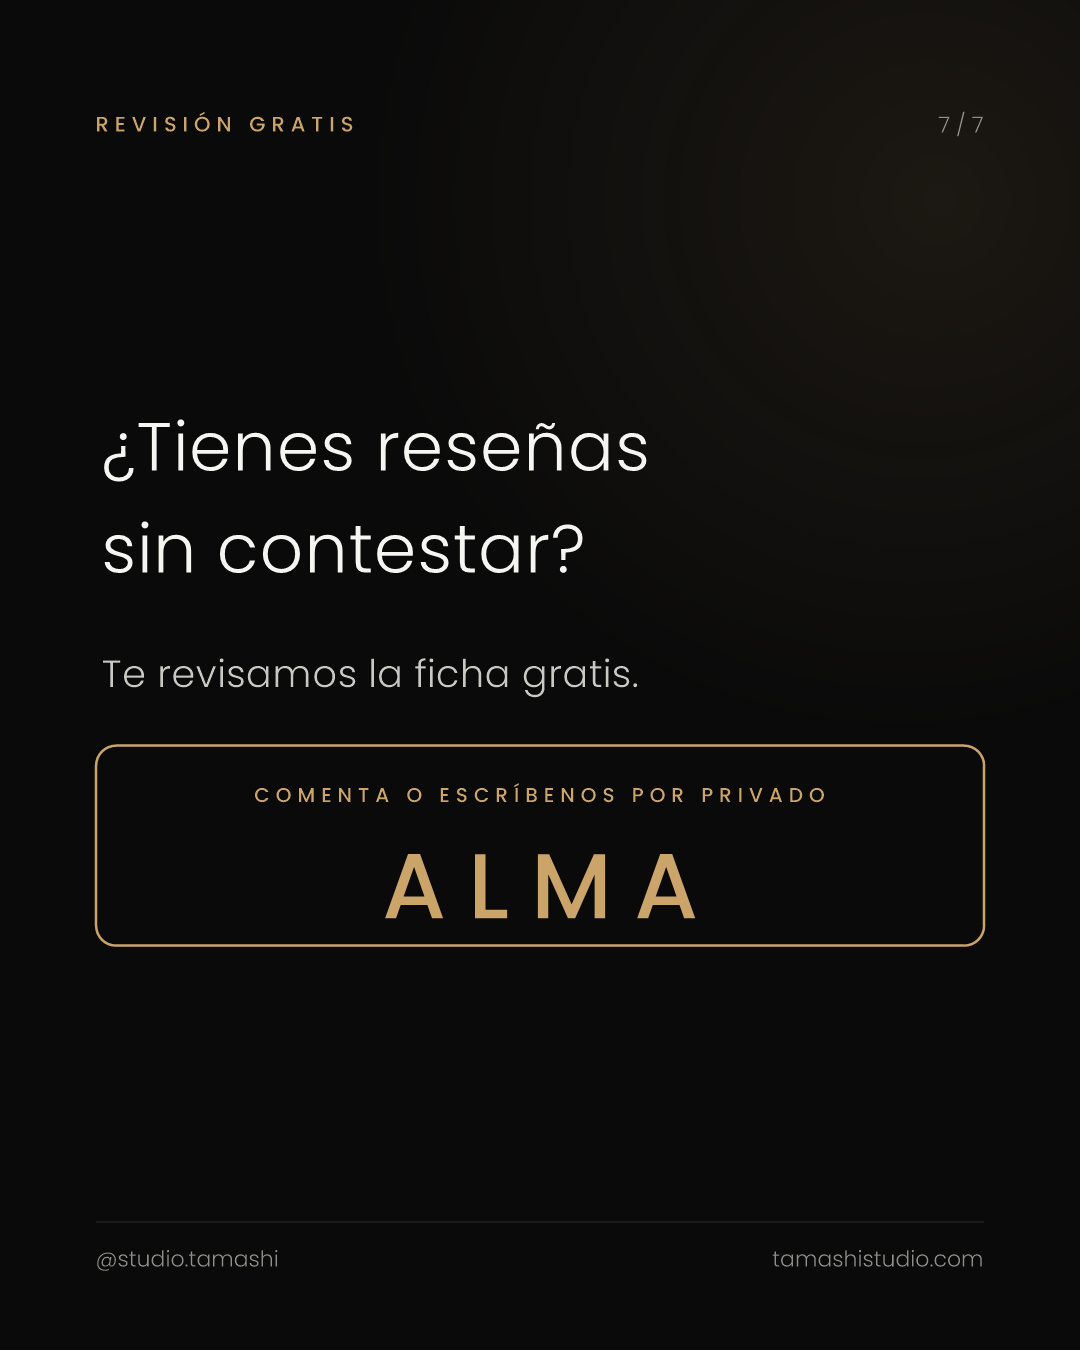 REVISIÓN GRATIS
7 / 7
¿Tienes reseñas
sin contestar?
Te revisamos la ficha gratis.
COMENTA O ESCRÍBENOS POR PRIVADO
ALMA
@studio.tamashi
tamashistudio.com